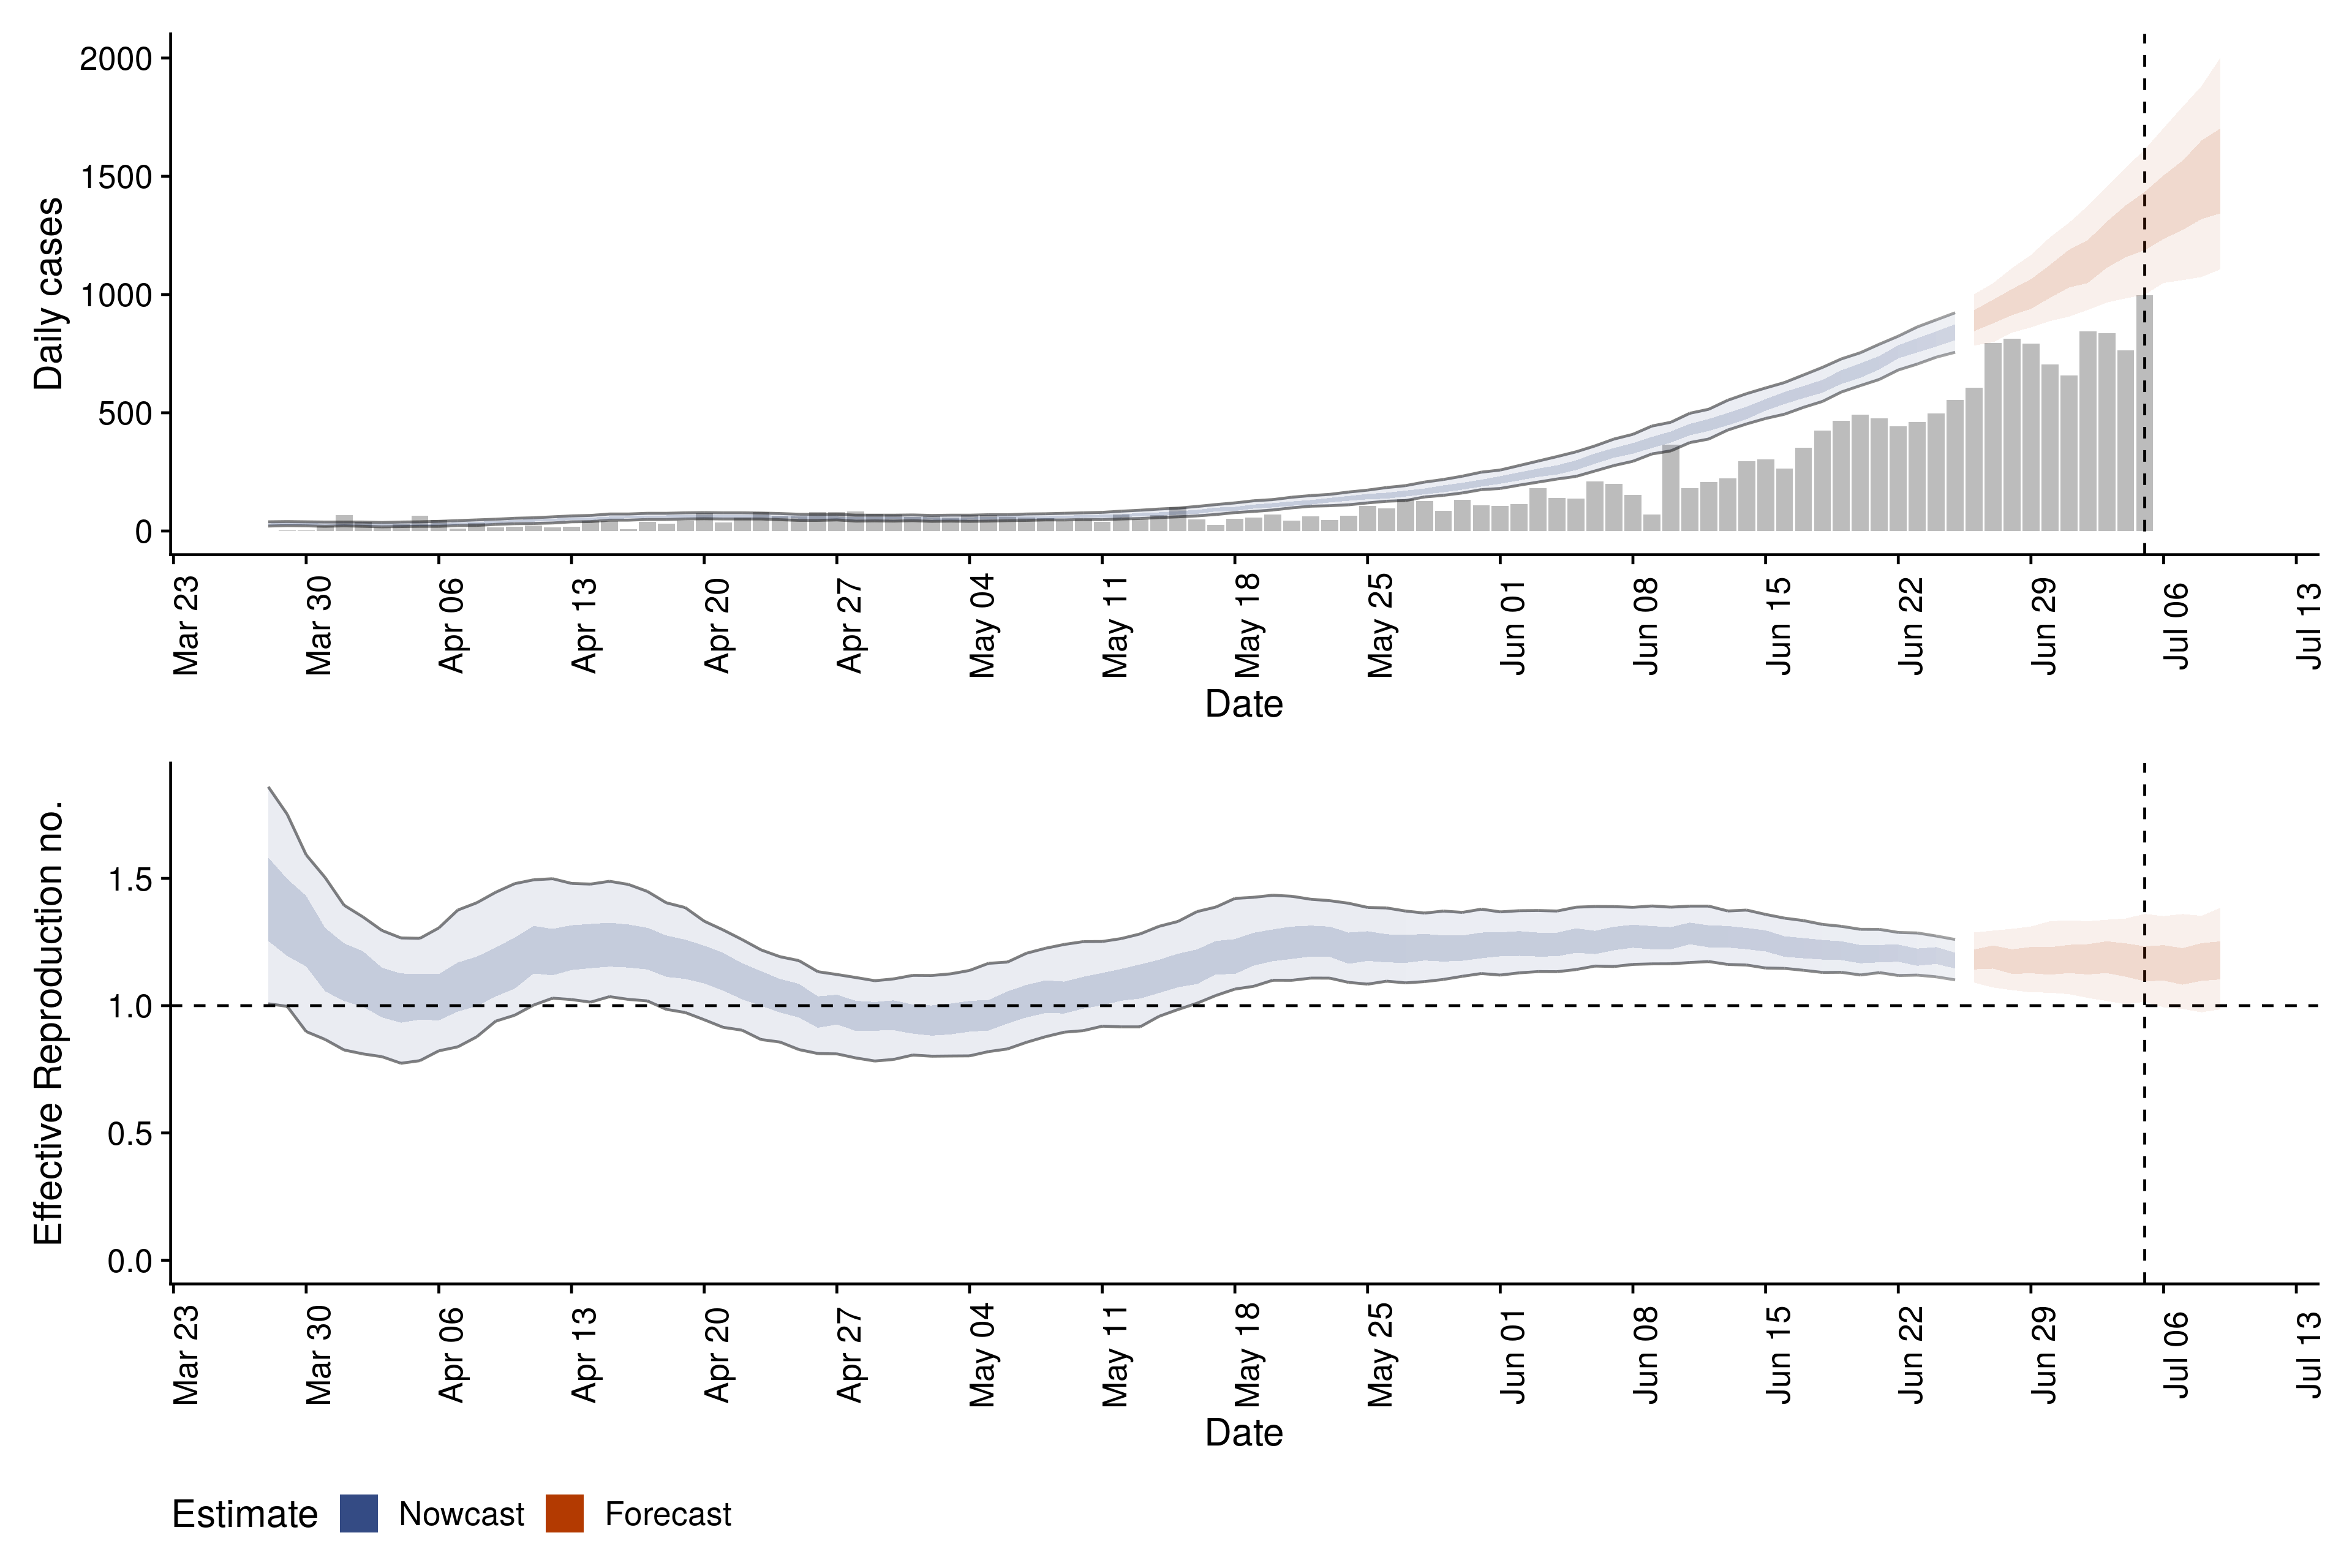 Daily cases
2000
1500
1000
500
0
Mar 23 Mar 30 Apr 06 Apr 13 Apr 20 Apr 27 May 04 May 11 May 18 May 25 Jun 01 Jun 08 Jun 15 Jun 22 Jun 29 Jul 06 Jul 13
Date
Effective Reproduction no.
1.5
1.0
0.5
0.0
Mar 23 Mar 30 Apr 06 Apr 13 Apr 20 Apr 27 May 04 May 11 May 18 May 25 Jun 01 Jun 08 Jun 15 Jun 22 Jun 29 Jul 06 Jul 13
Date
Estimate Nowcast Forecast